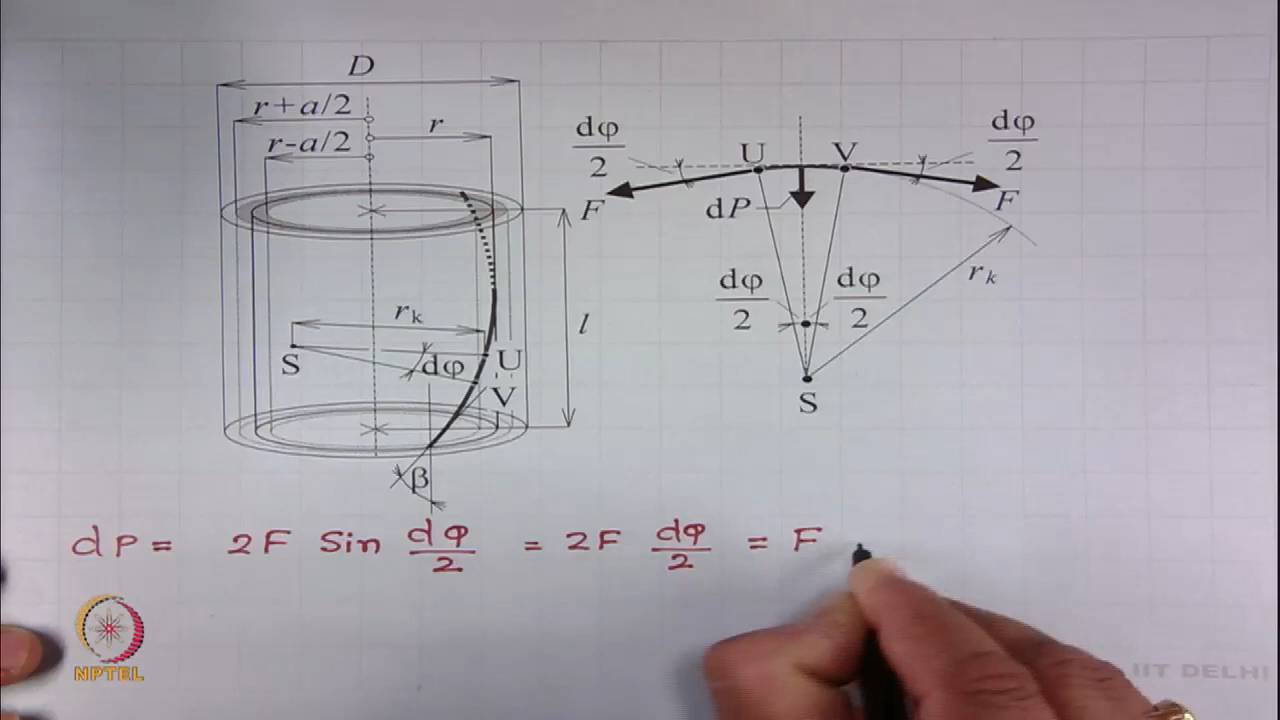 D
r+a/2
r-a/2
r
l
r_k
S
dφ
U
V
β
dφ/2
dφ/2
U
V
F
F
dP
dφ/2
dφ/2
r_k
S
dP = 2F Sin dφ/2 = 2F dφ/2 = F
NPTEL
IIT DELHI